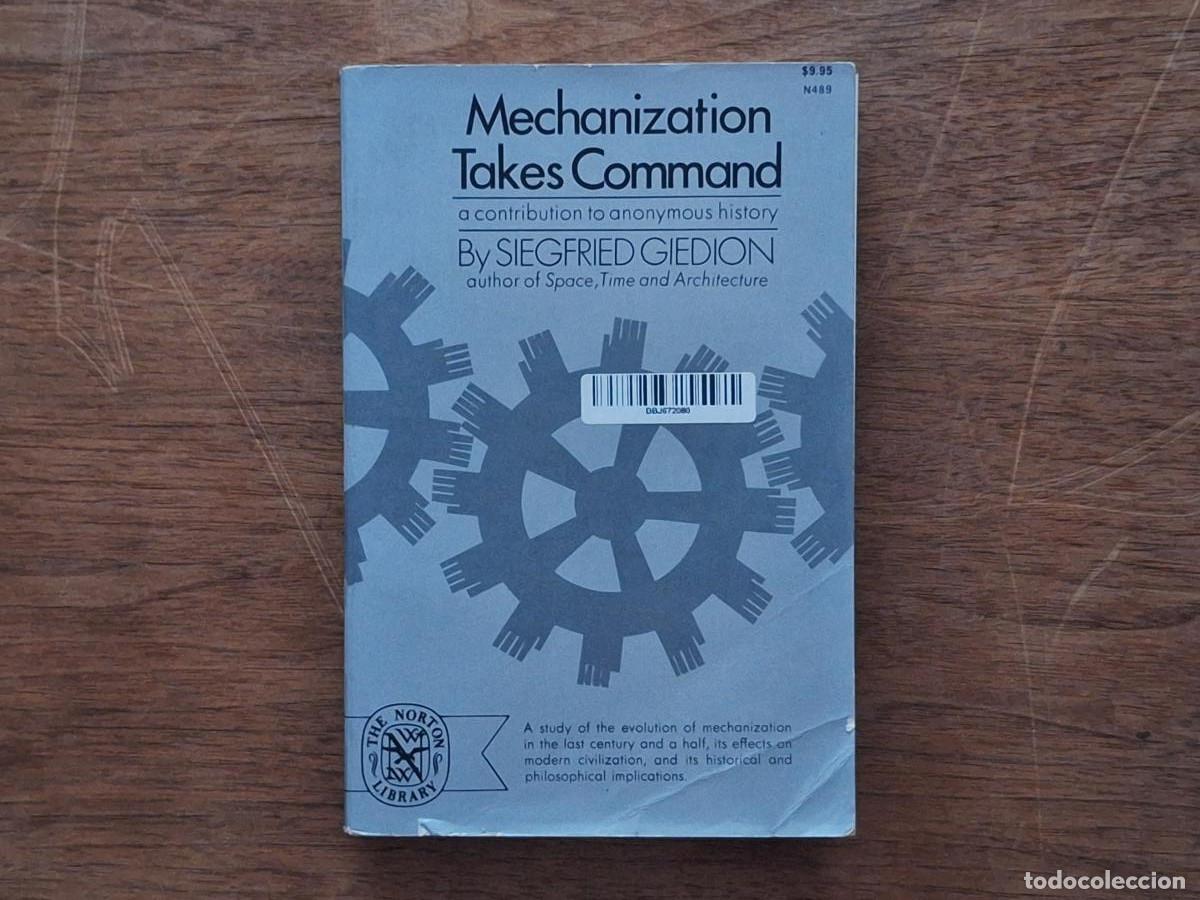 $9.95
N489
Mechanization
Takes Command
a contribution to anonymous history
By SIEGFRIED GIEDION
author of Space, Time and Architecture
DBJ672080
THE NORTON
LIBRARY
A study of the evolution of mechanization
in the last century and a half, its effects on
modern civilization, and its historical and
philosophical implications.
todocoleccion